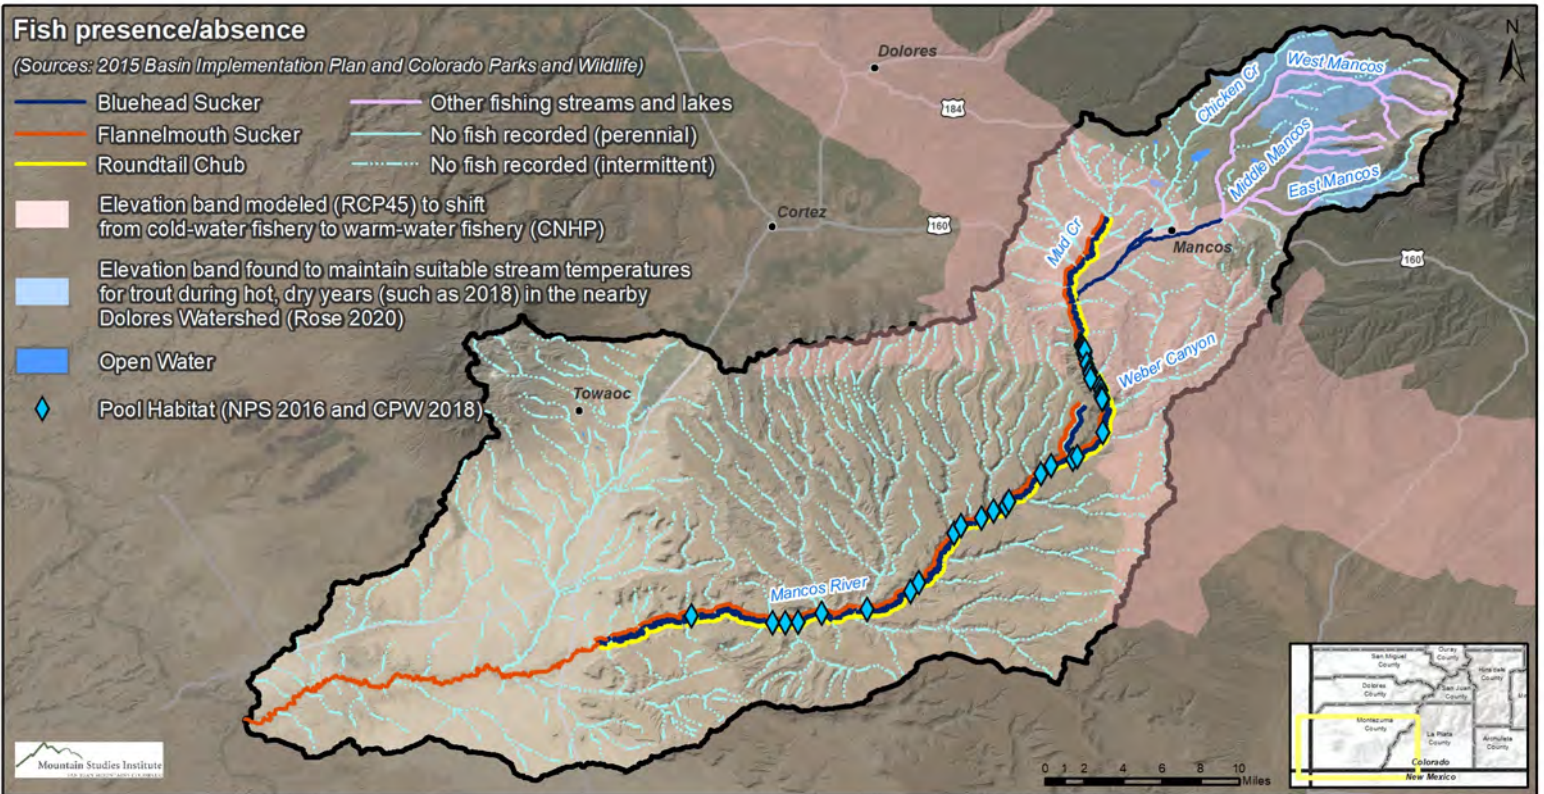 Fish presence/absence
(Sources: 2015 Basin Implementation Plan and Colorado Parks and Wildlife)
Bluehead Sucker
Flannelmouth Sucker
Roundtail Chub
Other fishing streams and lakes
No fish recorded (perennial)
No fish recorded (intermittent)
Elevation band modeled (RCP45) to shift
from cold-water fishery to warm-water fishery (CNHP)
Elevation band found to maintain suitable stream temperatures
for trout during hot, dry years (such as 2018) in the nearby
Dolores Watershed (Rose 2020)
Open Water
Pool Habitat (NPS 2016 and CPW 2018)
N
Dolores
184
West Mancos
Chicken Cr
Middle Mancos
East Mancos
Cortez
160
Mud Cr
Mancos
160
Weber Canyon
Towaoc
Mancos River
Mountain Studies Institute
0 1 2 4 6 8 10
Miles
San Miguel
County
Ouray
County
Hinsdale
County
Dolores
County
San Juan
County
Montezuma
County
La Plata
County
Archuleta
County
Colorado
New Mexico